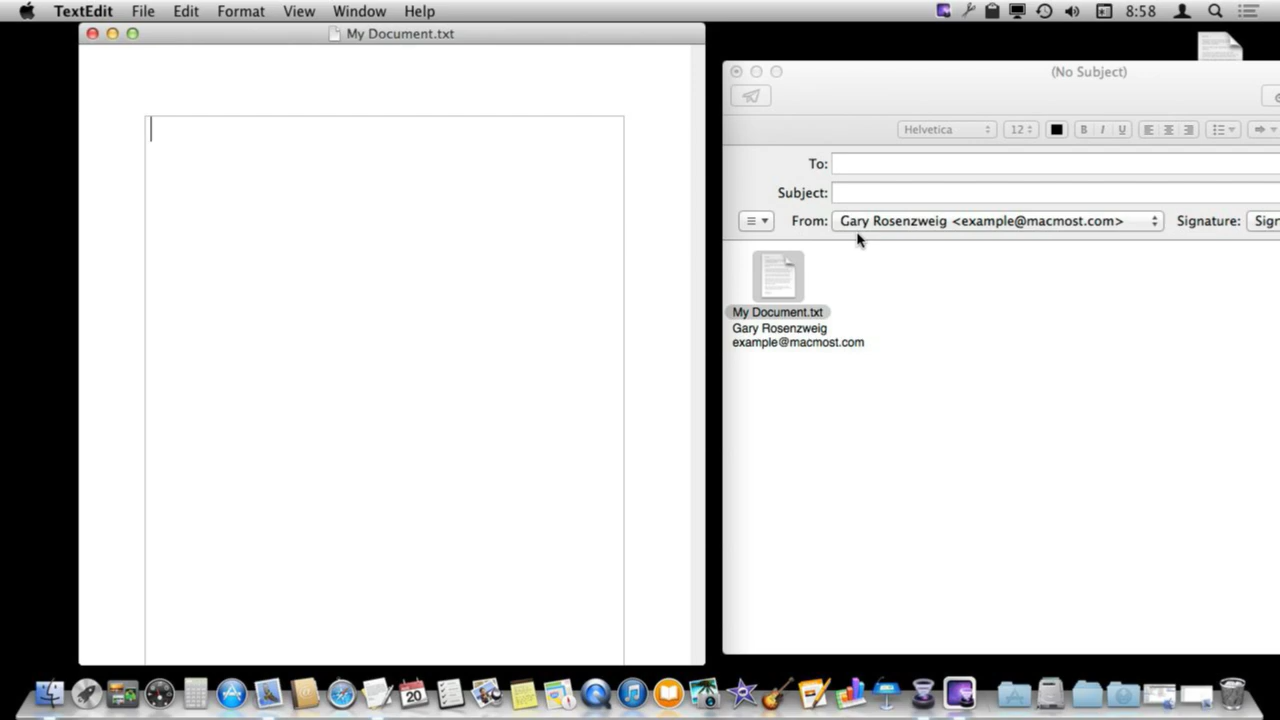 TextEdit File Edit Format View Window Help 8:58
My Document.txt
(No Subject)
Helvetica 12 B I U
To:
Subject:
From: Gary Rosenzweig <example@macmost.com> Signature: Sign
My Document.txt
Gary Rosenzweig
example@macmost.com
20